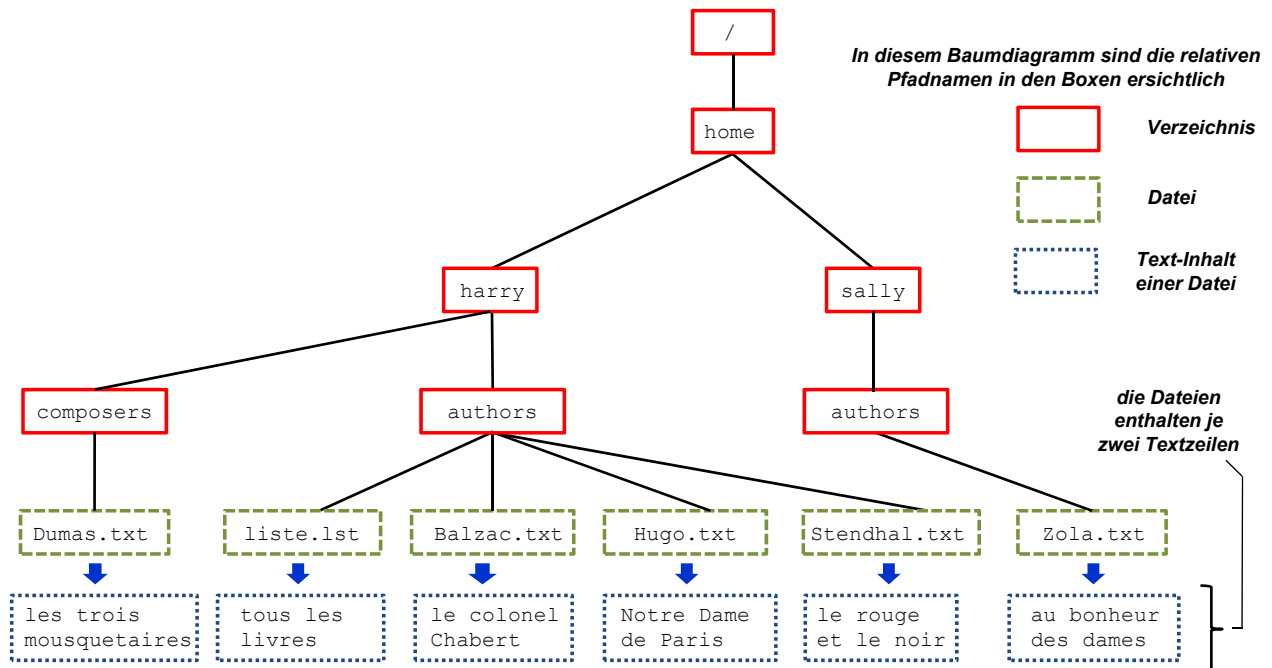 /
In diesem Baumdiagramm sind die relativen
Pfadnamen in den Boxen ersichtlich
home
Verzeichnis
Datei
Text-Inhalt
einer Datei
harry
sally
composers
authors
authors
die Dateien
enthalten je
zwei Textzeilen
Dumas.txt
liste.lst
Balzac.txt
Hugo.txt
Stendhal.txt
Zola.txt
les trois
mousquetaires
tous les
livres
le colonel
Chabert
Notre Dame
de Paris
le rouge
et le noir
au bonheur
des dames